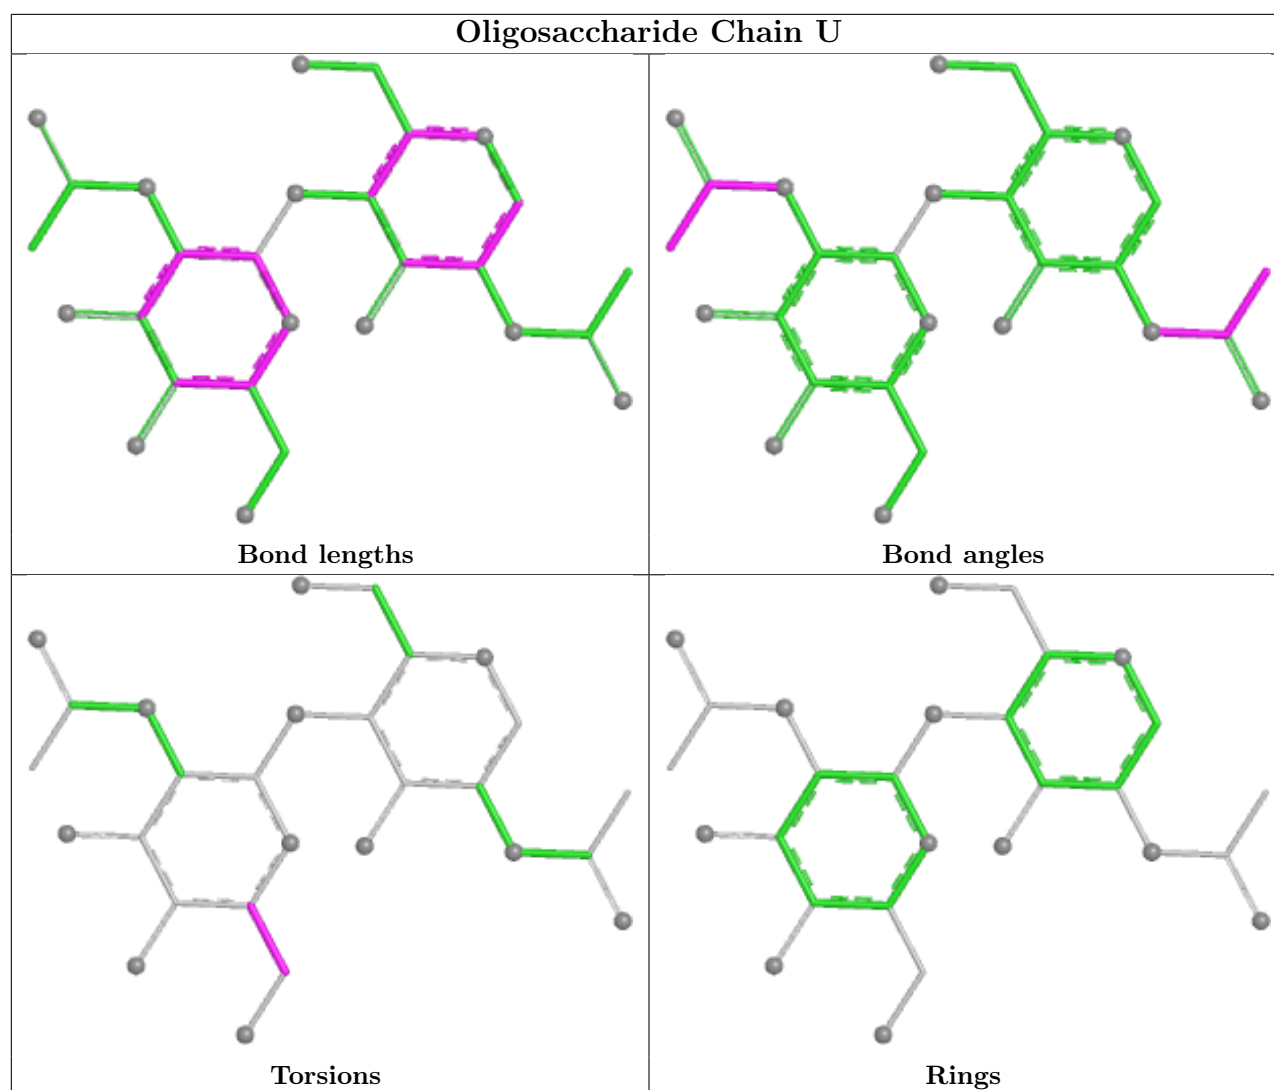 Oligosaccharide Chain U
Bond lengths
Bond angles
Torsions
Rings